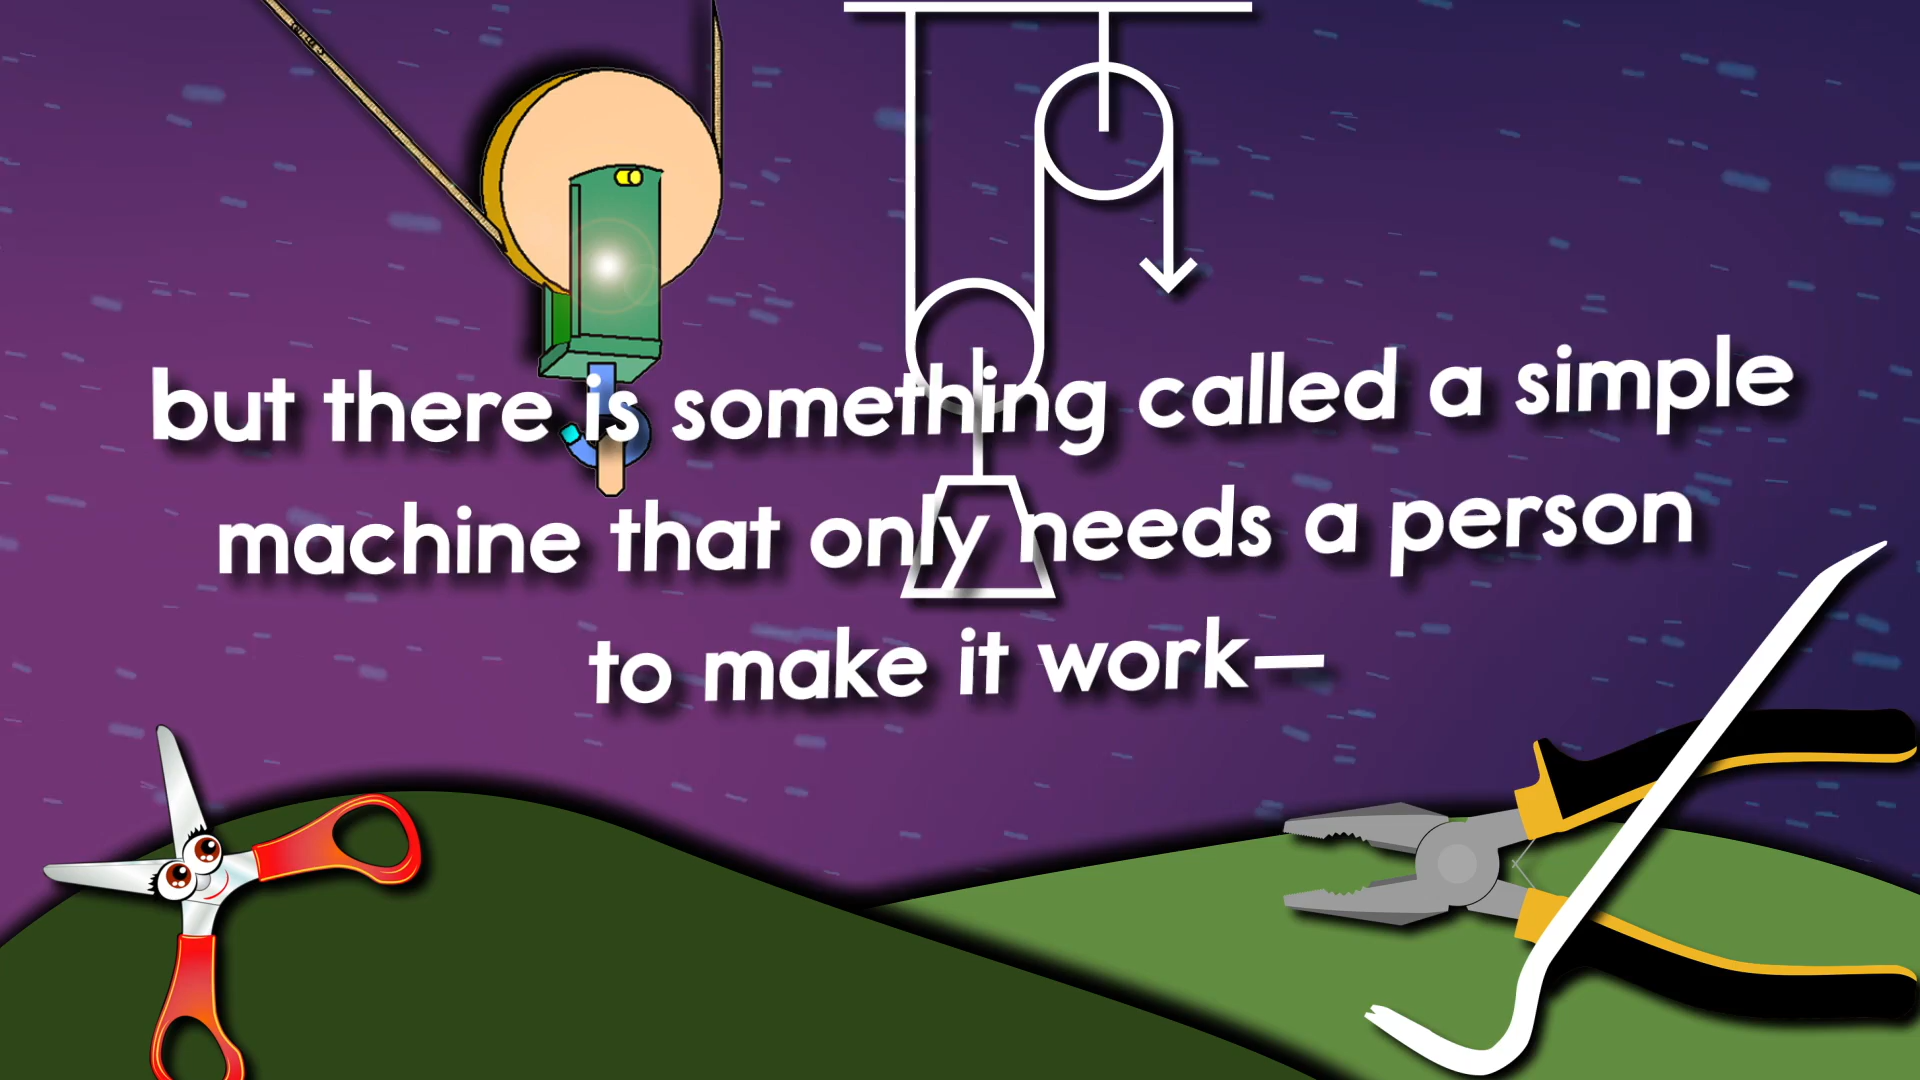 but there is something called a simple
machine that only needs a person
to make it work—